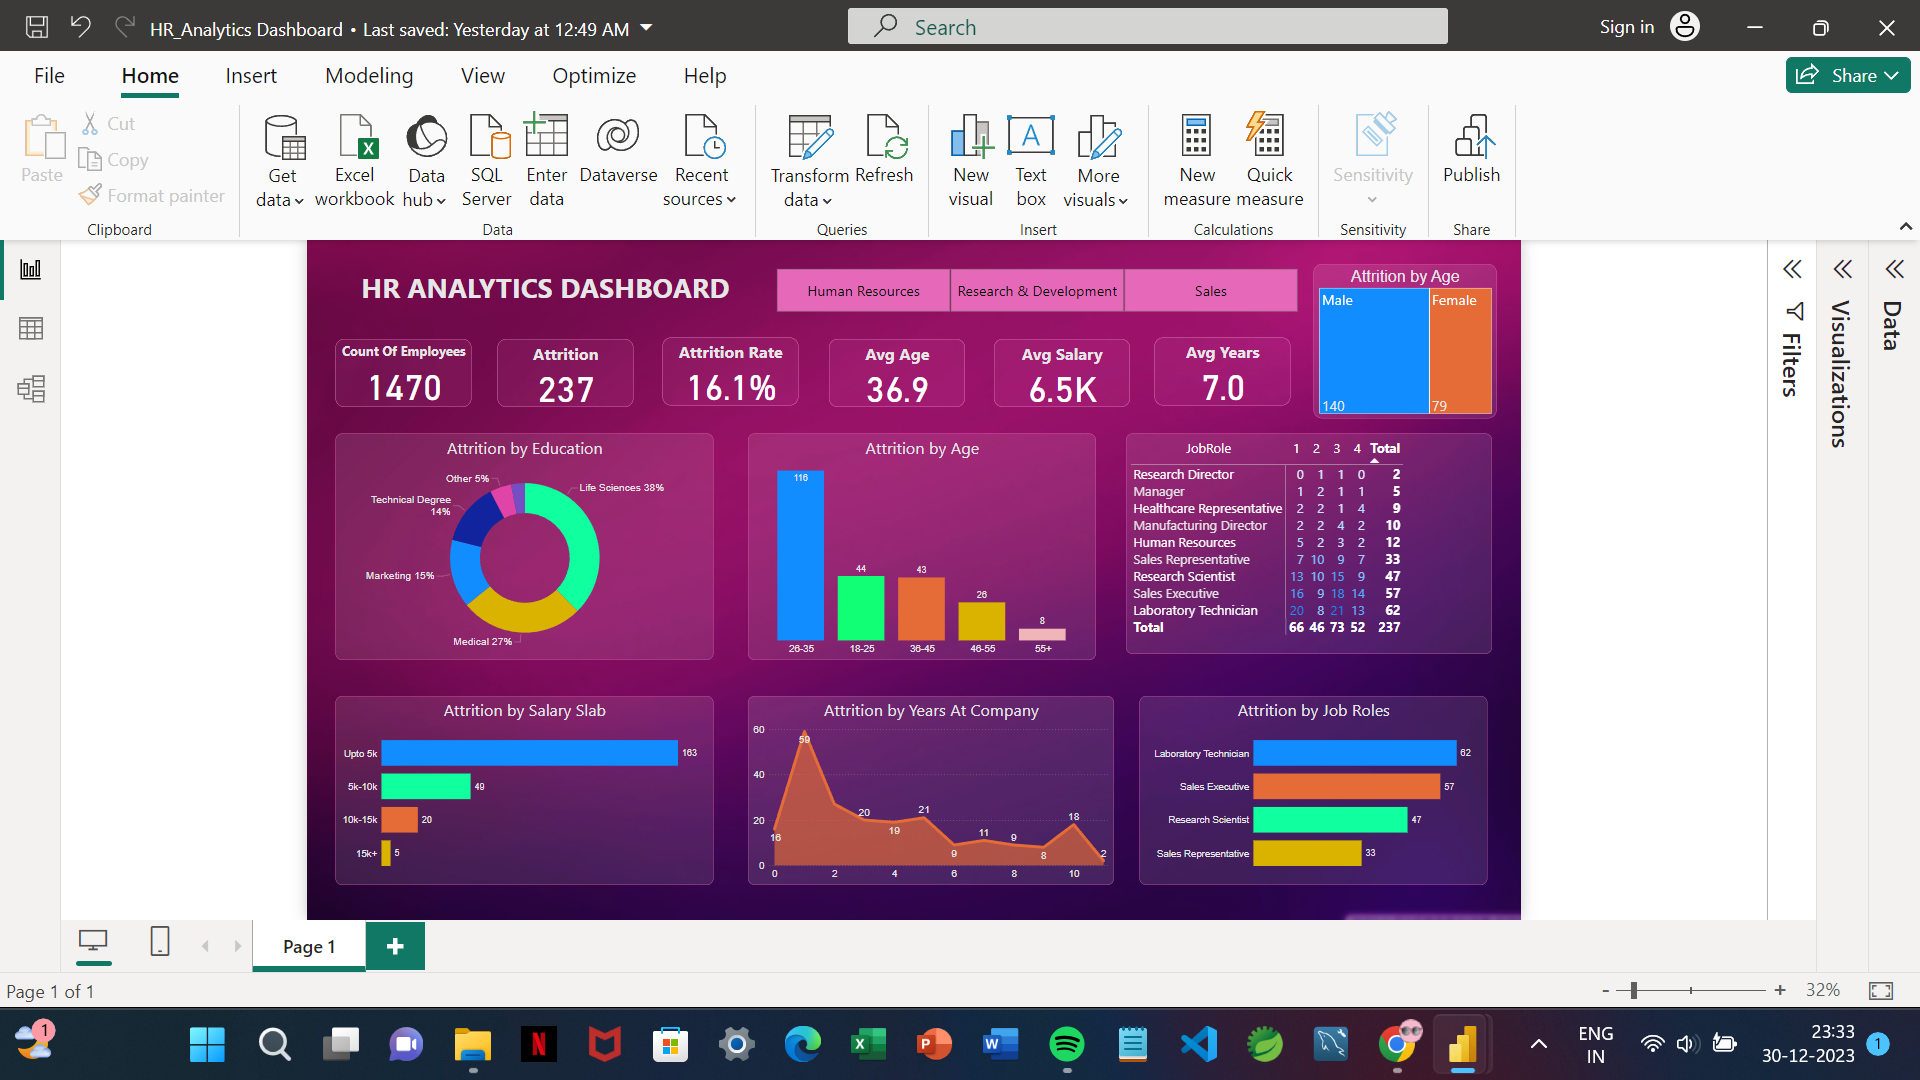 HR_Analytics Dashboard • Last saved: Yesterday at 12:49 AM
Search
Sign in
File Home Insert Modeling View Optimize Help
Share
Paste
Cut
Copy
Format painter
Clipboard
Get data
Excel workbook
Data hub
SQL Server
Enter data
Dataverse
Recent sources
Data
Transform data
Refresh
Queries
New visual
A
Text box
More visuals
Insert
New measure
Quick measure
Calculations
Sensitivity
Sensitivity
Publish
Share
HR ANALYTICS DASHBOARD
Human Resources
Research & Development
Sales
Count Of Employees
1470
Attrition
237
Attrition Rate
16.1%
Avg Age
36.9
Avg Salary
6.5K
Avg Years
7.0
Attrition by Age
Male Female
140 79
Attrition by Education
Other 5%
Life Sciences 38%
Technical Degree
14%
Marketing 15%
Medical 27%
Attrition by Age
116
44
43
26
8
26-35 18-25 36-45 46-55 55+
JobRole 1 2 3 4 Total
Research Director 0 1 1 0 2
Manager 1 2 1 1 5
Healthcare Representative 2 2 1 4 9
Manufacturing Director 2 2 4 2 10
Human Resources 5 2 3 2 12
Sales Representative 7 10 9 7 33
Research Scientist 13 10 15 9 47
Sales Executive 16 9 18 14 57
Laboratory Technician 20 8 21 13 62
Total 66 46 73 52 237
Attrition by Salary Slab
Upto 5k 163
5k-10k 49
10k-15k 20
15k+ 5
Attrition by Years At Company
60
40
20
0
16
59
20
19
21
9
11
9
8
18
2
0 2 4 6 8 10
Attrition by Job Roles
Laboratory Technician 62
Sales Executive 57
Research Scientist 47
Sales Representative 33
Filters
Visualizations
Data
Page 1
+
Page 1 of 1
- + 32%
1
N
X
P
W
ENG
IN
23:33
30-12-2023
1